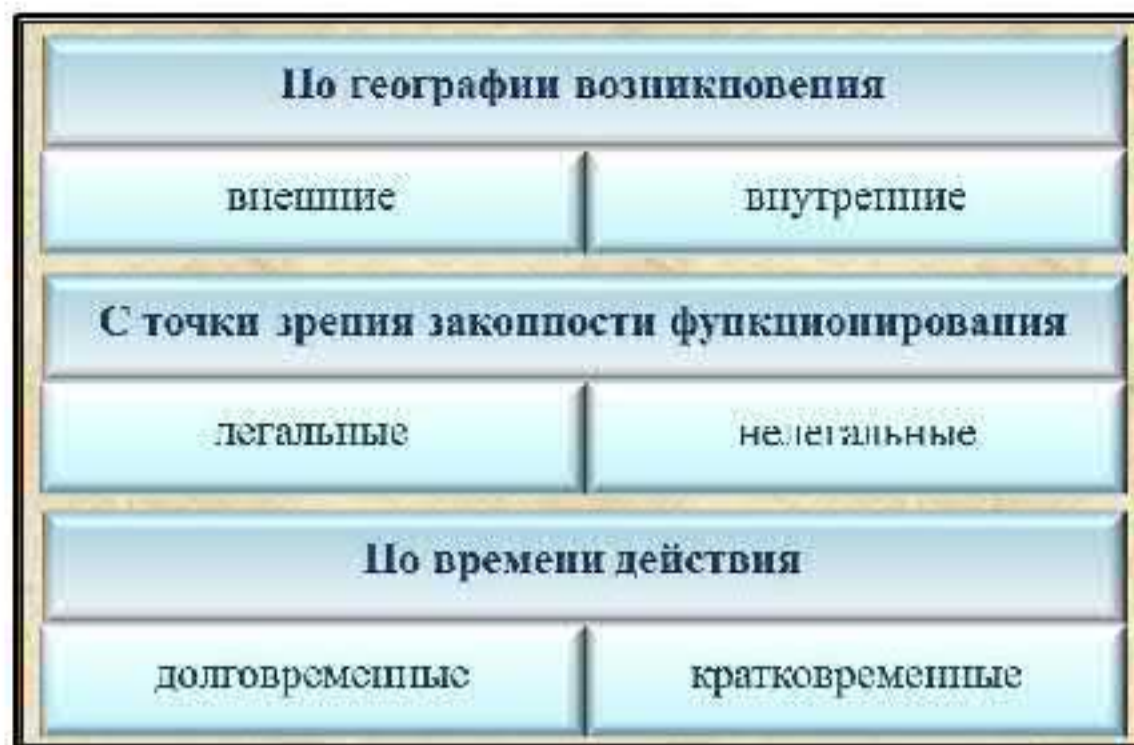 По географии возникновения
внешние
внутренние
С точки зрения законности функционирования
легальные
нелегальные
По времени действия
долговременные
кратковременные